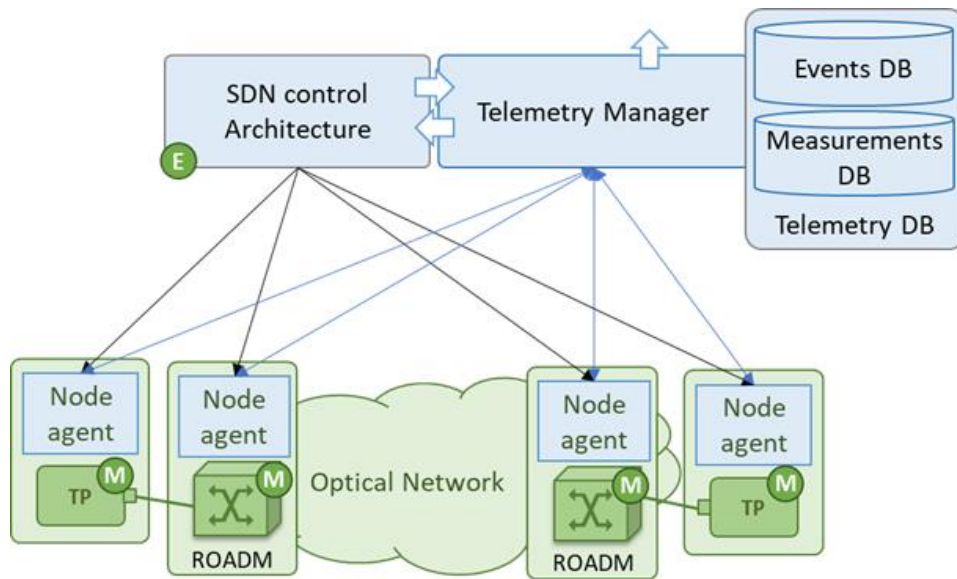 SDN control
Architecture
E
Telemetry Manager
Events DB
Measurements
DB
Telemetry DB
Node
agent
M
TP
Node
agent
M
ROADM
Optical Network
Node
agent
M
ROADM
Node
agent
M
TP